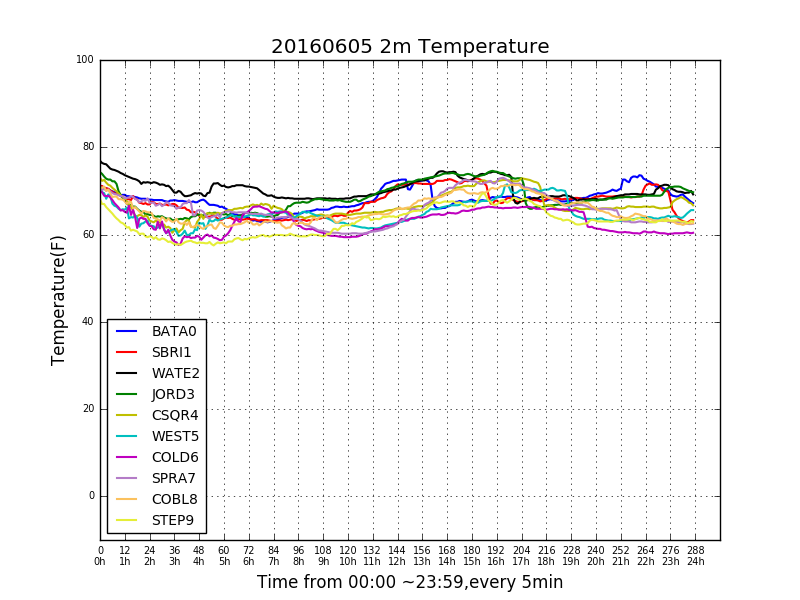 20160605 2m Temperature
100
80
60
40
20
0
Temperature(F)
BATA0
SBRI1
WATE2
JORD3
CSQR4
WEST5
COLD6
SPRA7
COBL8
STEP9
0 12 24 36 48 60 72 84 96 108 120 132 144 156 168 180 192 204 216 228 240 252 264 276 288
0h 1h 2h 3h 4h 5h 6h 7h 8h 9h 10h 11h 12h 13h 14h 15h 16h 17h 18h 19h 20h 21h 22h 23h 24h
Time from 00:00 ~23:59,every 5min